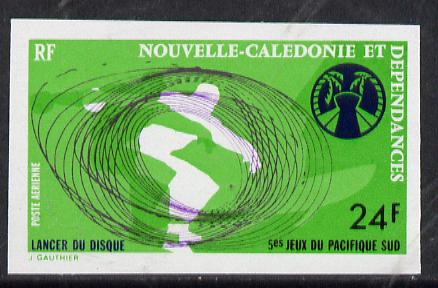 RF
NOUVELLE-CALEDONIE ET
DEPENDANCES
POSTE AERIENNE
24F
LANCER DU DISQUE
5es JEUX DU PACIFIQUE SUD
J. GAUTHIER